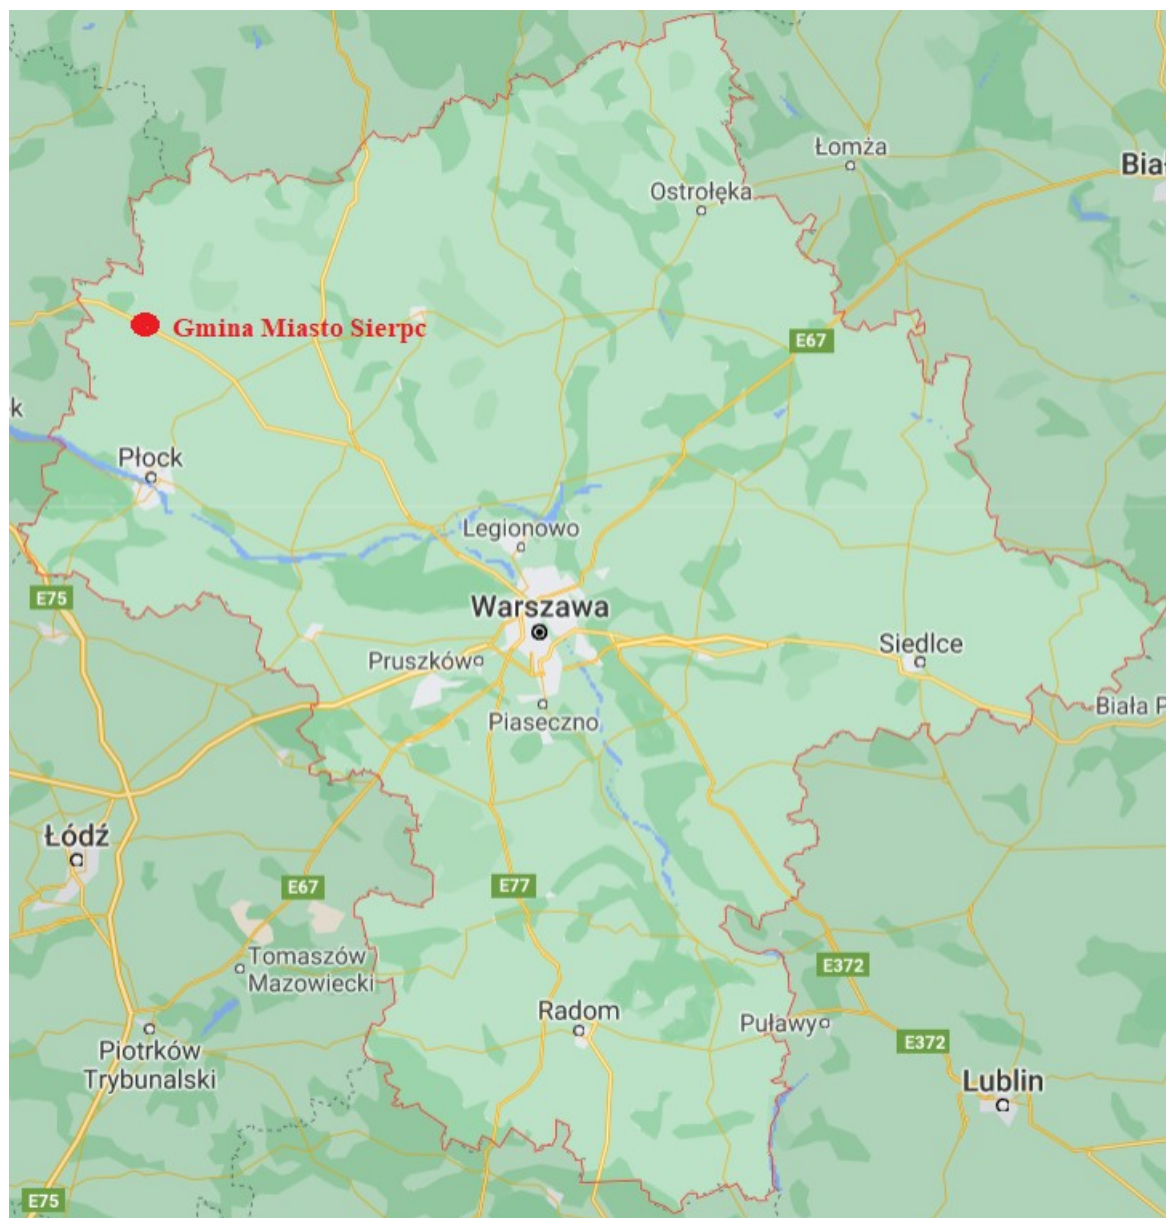 Łomża
Bia
Ostrołęka
Gmina Miasto Sierpc
E67
k
Płock
Legionowo
E75
Warszawa
Siedlce
Pruszków
Biała P
Piaseczno
Łódź
E67
E77
Tomaszów
Mazowiecki
E372
Radom
Puławy
Piotrków
Trybunalski
E372
Lublin
E75